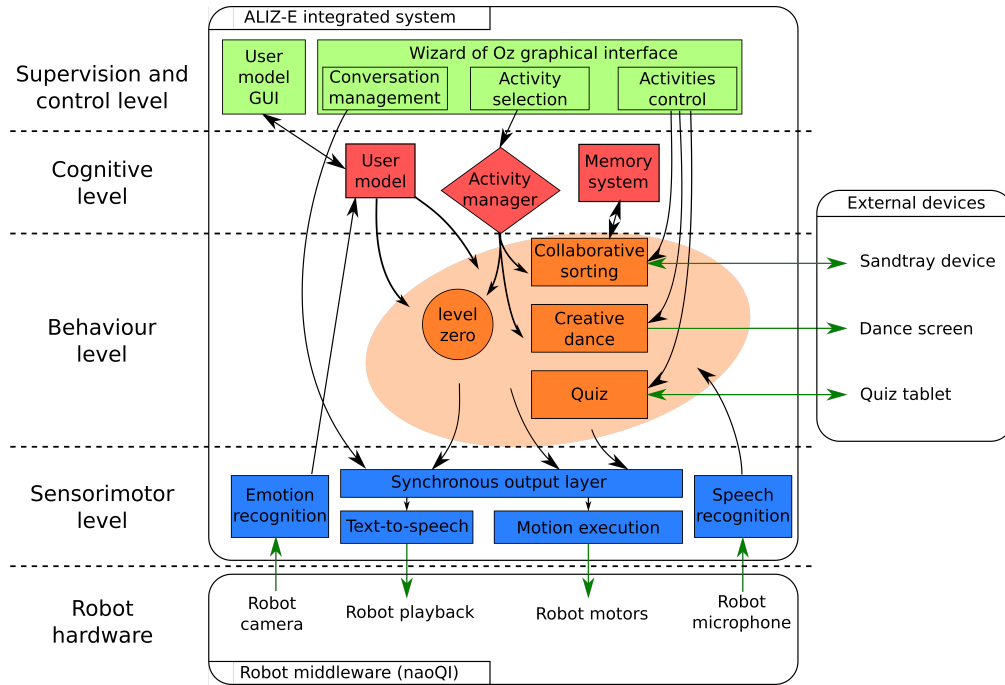 ALIZ-E integrated system
Supervision and
control level
User
model
GUI
Wizard of Oz graphical interface
Conversation
management
Activity
selection
Activities
control
Cognitive
level
User
model
Activity
manager
Memory
system
External devices
Behaviour
level
level
zero
Collaborative
sorting
Sandtray device
Creative
dance
Dance screen
Quiz
Quiz tablet
Sensorimotor
level
Emotion
recognition
Synchronous output layer
Text-to-speech
Motion execution
Speech
recognition
Robot
hardware
Robot
camera
Robot playback
Robot motors
Robot
microphone
Robot middleware (naoQI)